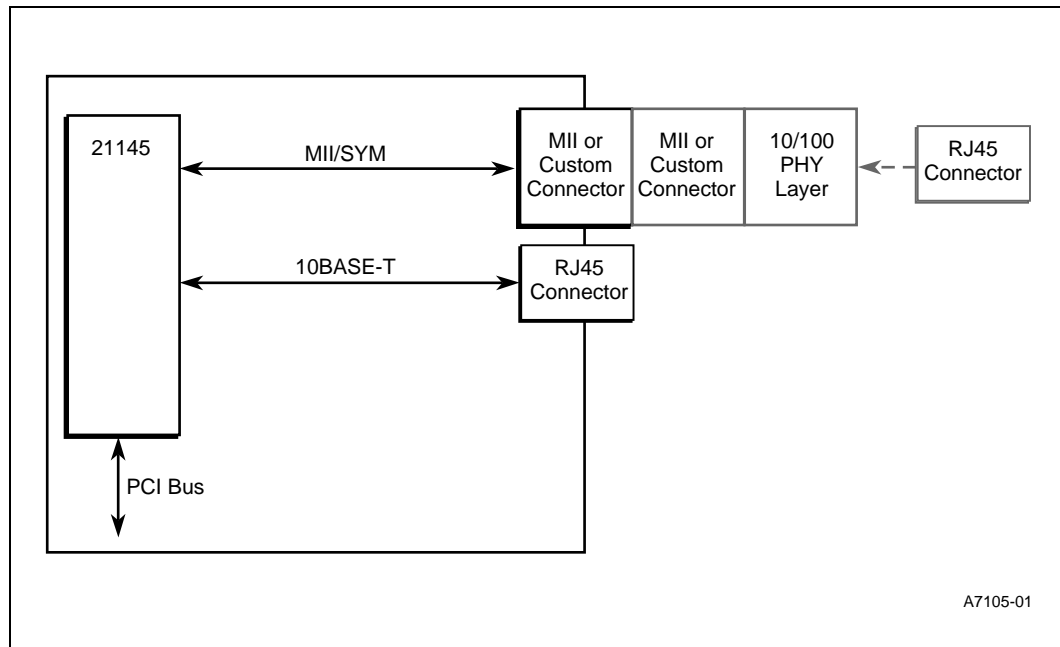 21145
MII/SYM
MII or
Custom
Connector
MII or
Custom
Connector
10/100
PHY
Layer
RJ45
Connector
10BASE-T
RJ45
Connector
PCI Bus
A7105-01